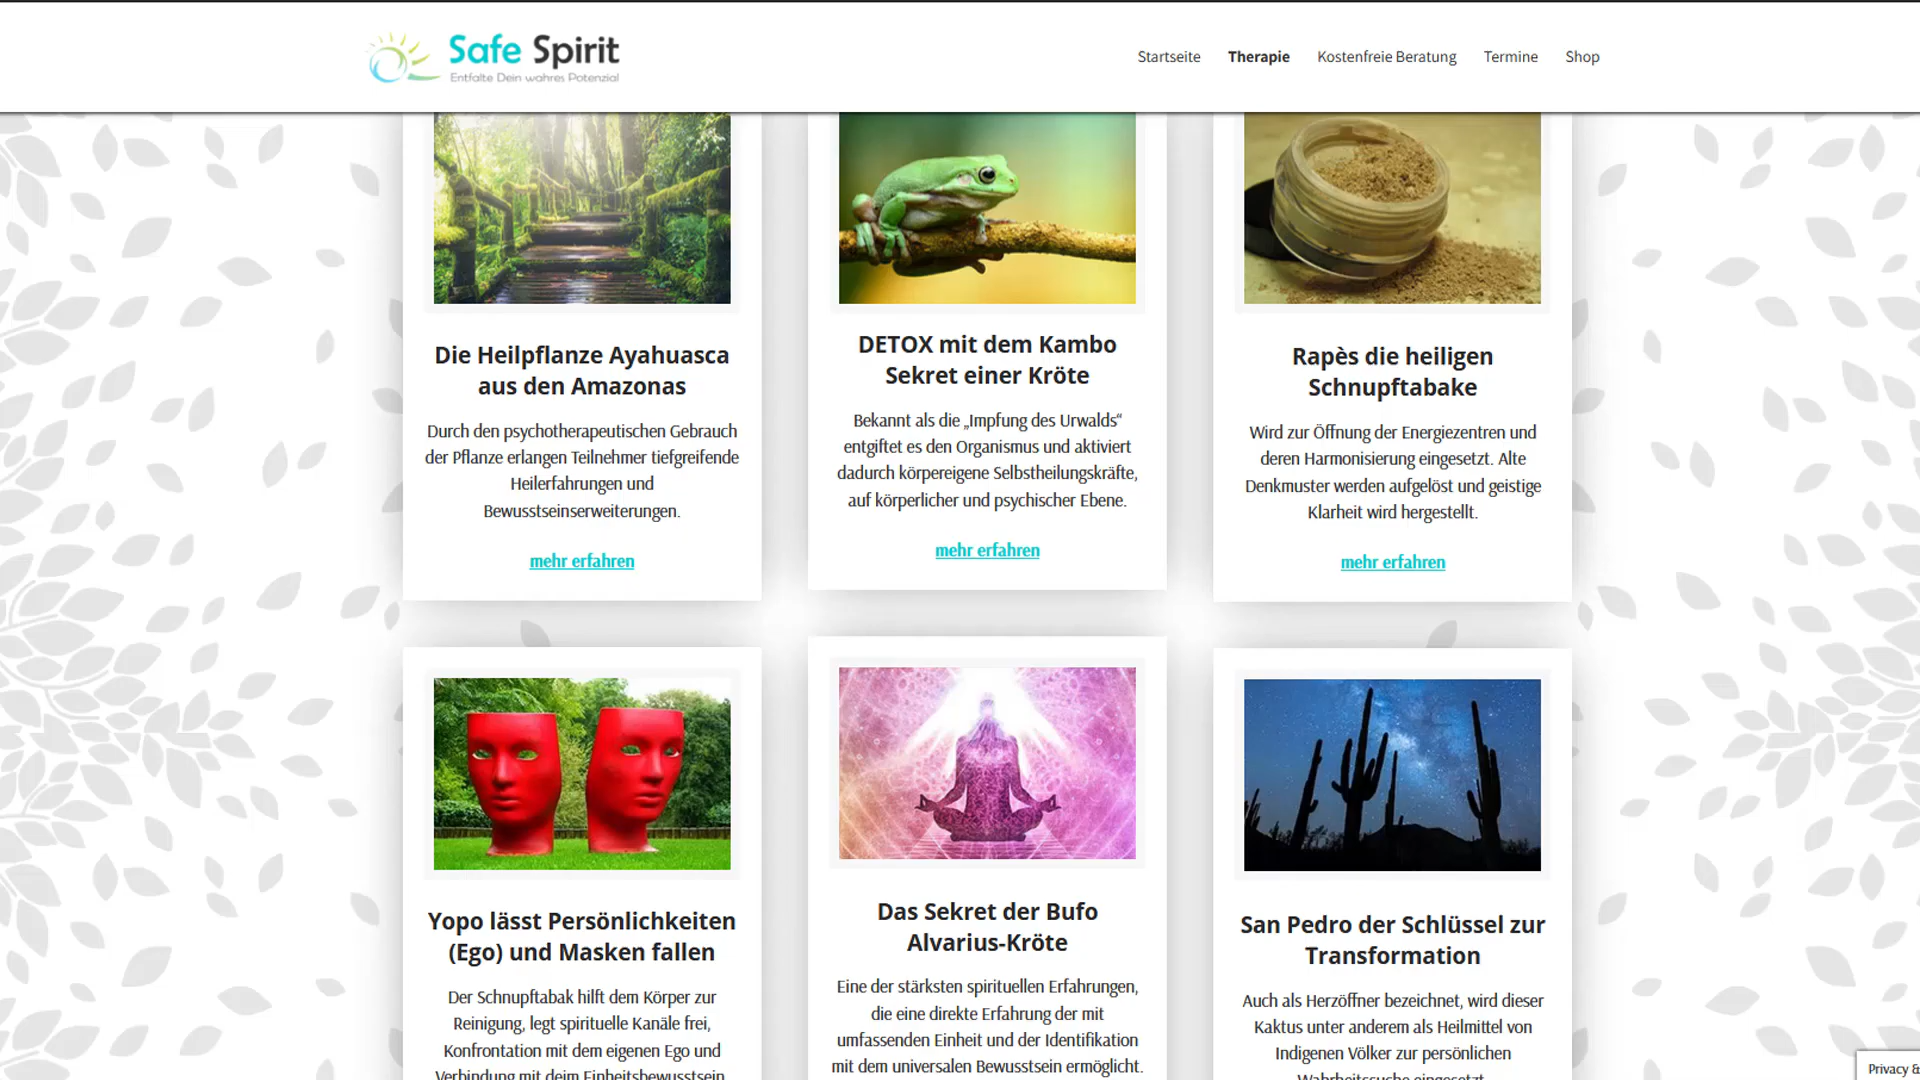 Safe Spirit
Entfalte Dein wahres Potenzial
Startseite
Therapie
Kostenfreie Beratung
Termine
Shop
Die Heilpflanze Ayahuasca
aus den Amazonas
Durch den psychotherapeutischen Gebrauch
der Pflanze erlangen Teilnehmer tiefgreifende
Heilerfahrungen und
Bewusstseinserweiterungen.
mehr erfahren
DETOX mit dem Kambo
Sekret einer Kröte
Bekannt als die „Impfung des Urwalds“
entgiftet es den Organismus und aktiviert
dadurch körpereigene Selbstheilungskräfte,
auf körperlicher und psychischer Ebene.
mehr erfahren
Rapès die heiligen
Schnupftabake
Wird zur Öffnung der Energiezentren und
deren Harmonisierung eingesetzt. Alte
Denkmuster werden aufgelöst und geistige
Klarheit wird hergestellt.
mehr erfahren
Yopo lässt Persönlichkeiten
(Ego) und Masken fallen
Der Schnupftabak hilft dem Körper zur
Reinigung, legt spirituelle Kanäle frei,
Konfrontation mit dem eigenen Ego und
Verbindung mit deim Einheitsbewusstsein
Das Sekret der Bufo
Alvarius-Kröte
Eine der stärksten spirituellen Erfahrungen,
die eine direkte Erfahrung der mit
umfassenden Einheit und der Identifikation
mit dem universalen Bewusstsein ermöglicht.
San Pedro der Schlüssel zur
Transformation
Auch als Herzöffner bezeichnet, wird dieser
Kaktus unter anderem als Heilmittel von
Indigenen Völker zur persönlichen
Wahrheitssuche eingesetzt
Privacy &